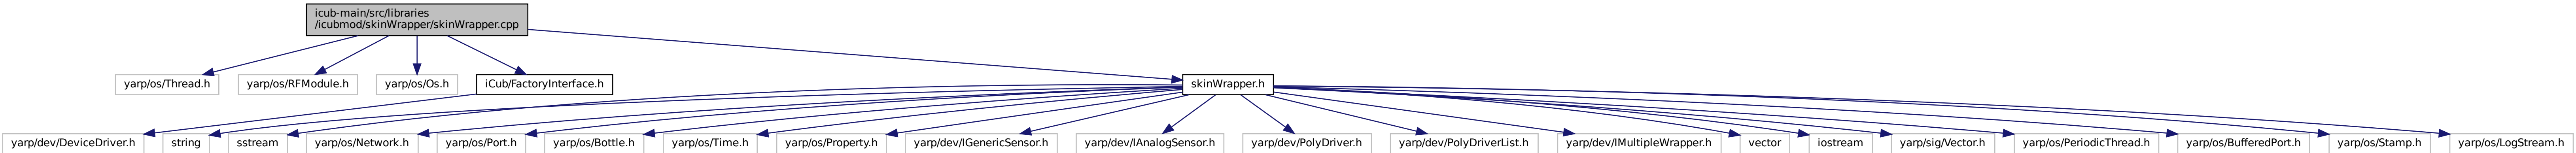 icub-main/src/libraries
/icubmod/skinWrapper/skinWrapper.cpp
yarp/os/Thread.h
yarp/os/RFModule.h
yarp/os/Os.h
iCub/FactoryInterface.h
skinWrapper.h
yarp/dev/DeviceDriver.h
string
sstream
yarp/os/Network.h
yarp/os/Port.h
yarp/os/Bottle.h
yarp/os/Time.h
yarp/os/Property.h
yarp/dev/IGenericSensor.h
yarp/dev/IAnalogSensor.h
yarp/dev/PolyDriver.h
yarp/dev/PolyDriverList.h
yarp/dev/IMultipleWrapper.h
vector
iostream
yarp/sig/Vector.h
yarp/os/PeriodicThread.h
yarp/os/BufferedPort.h
yarp/os/Stamp.h
yarp/os/LogStream.h